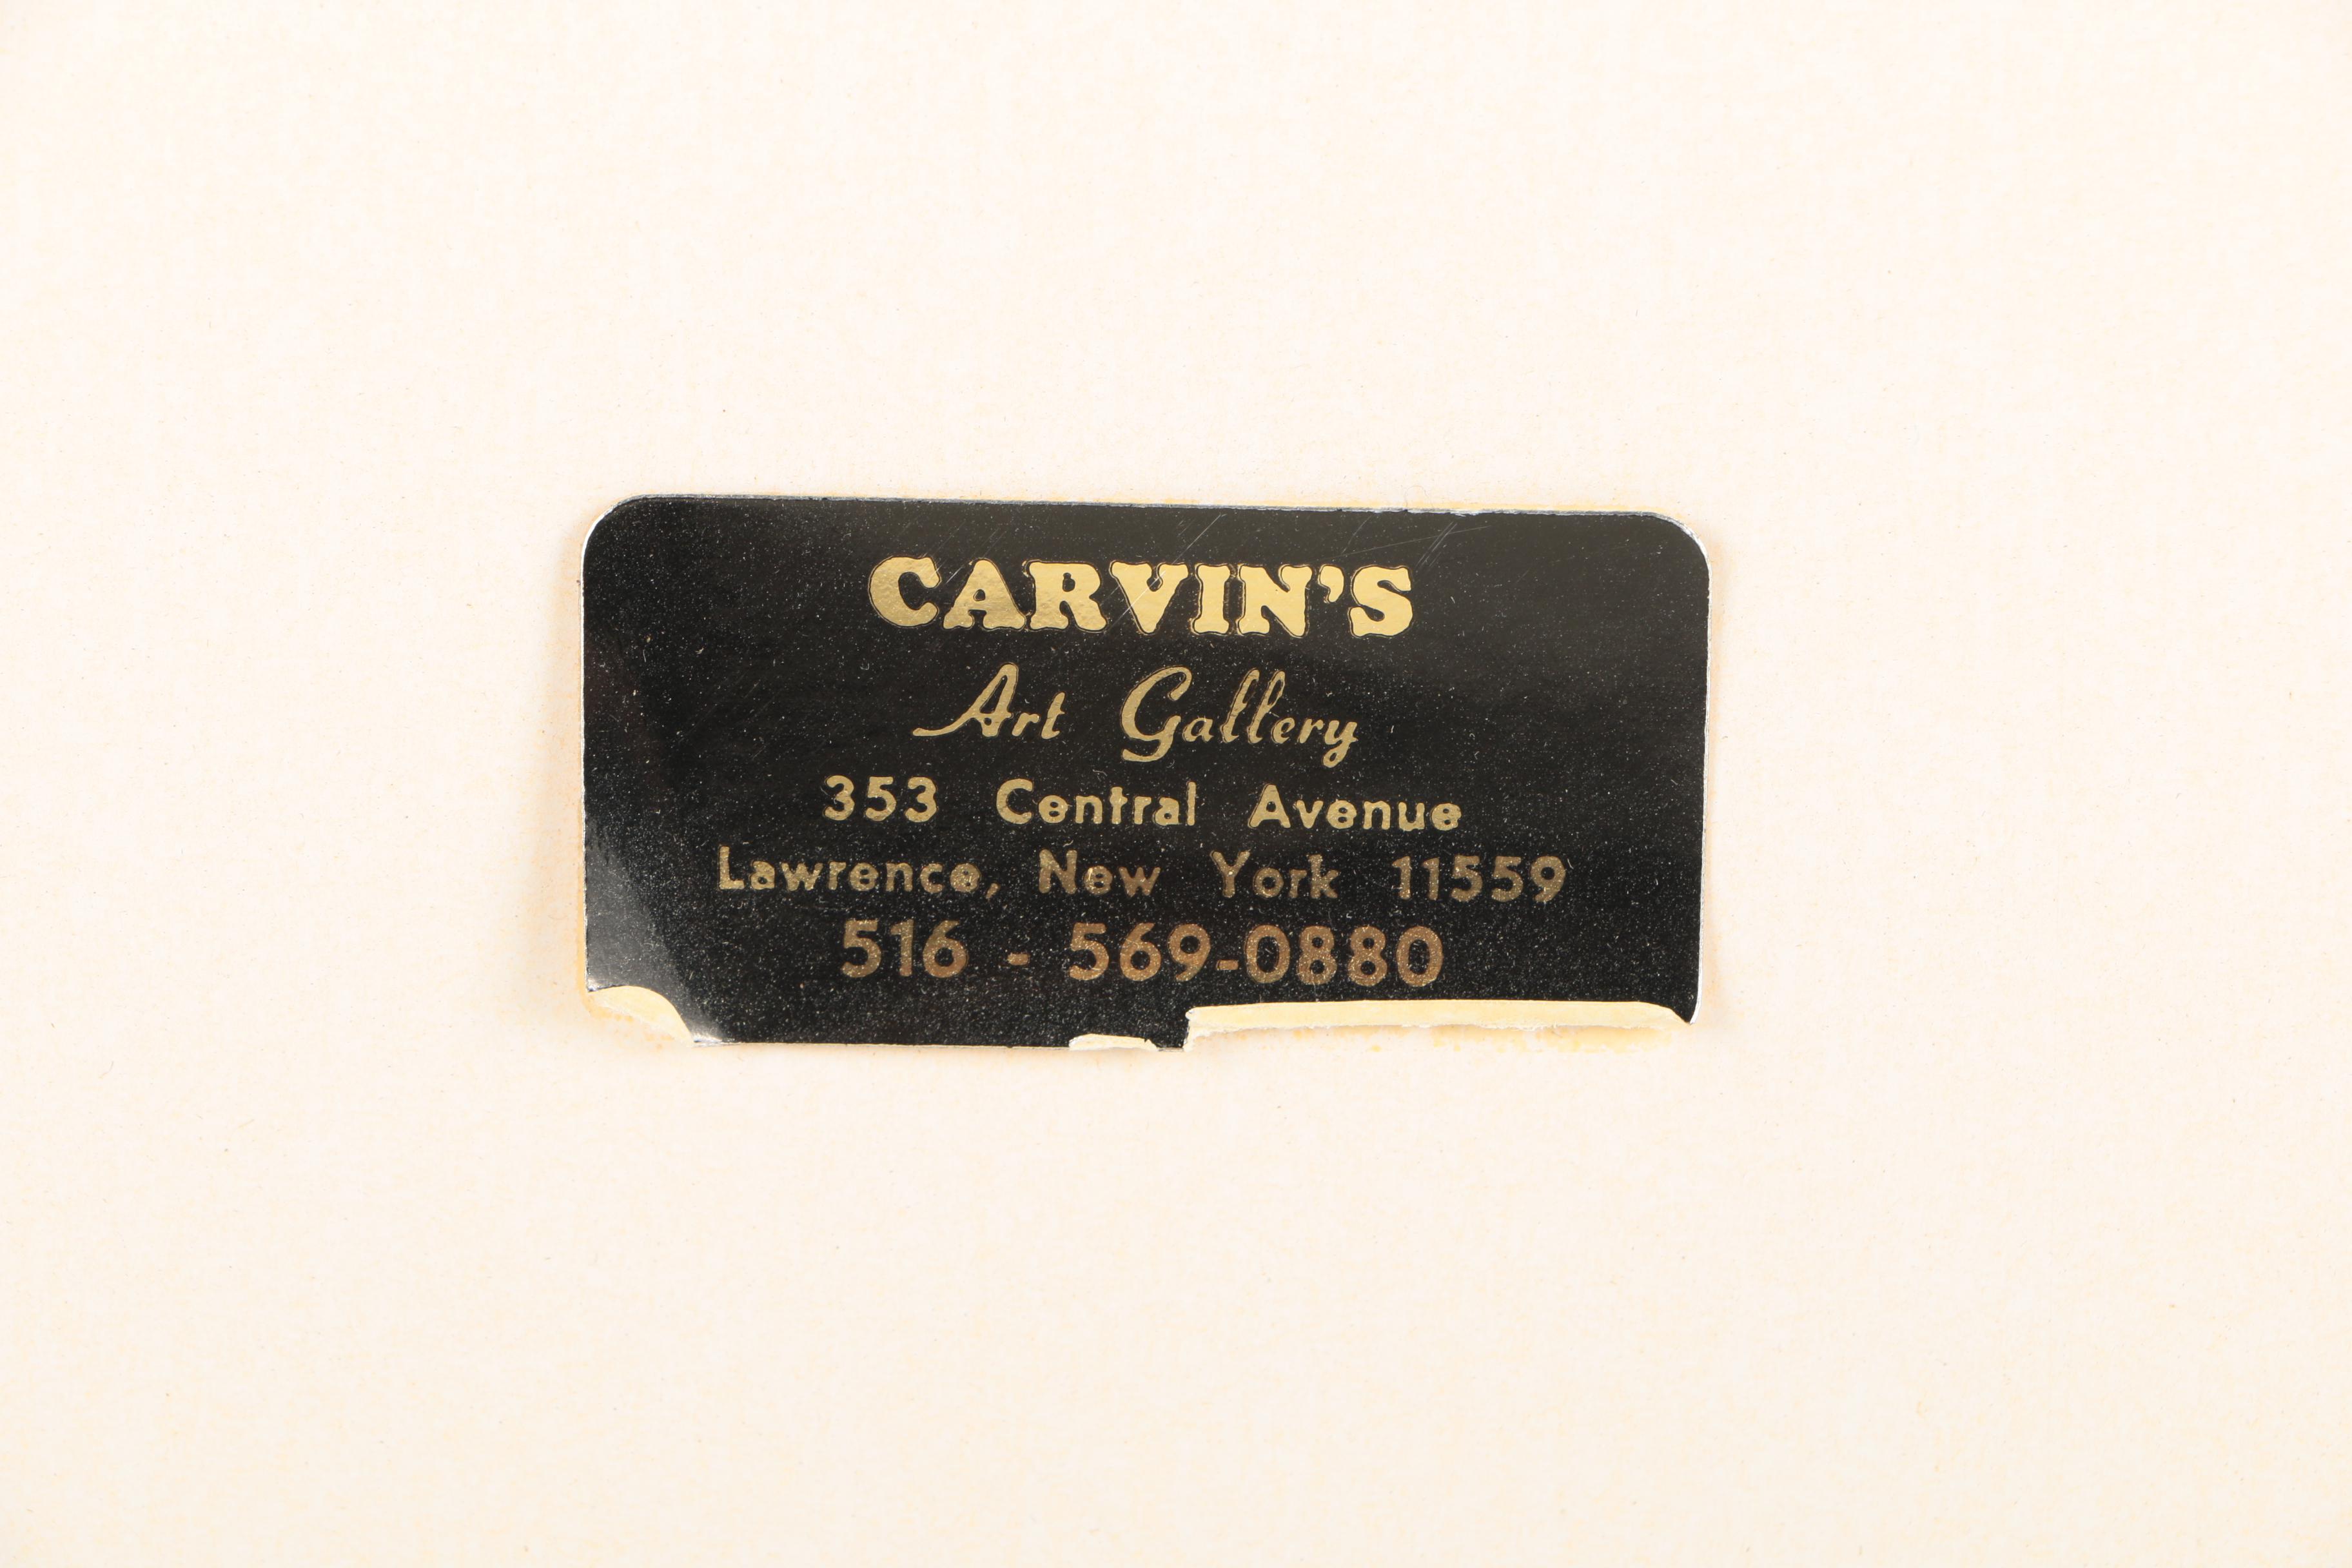 CARVIN'S
Art Gallery
353 Central Avenue
Lawrence, New York 11559
516 - 569-0880